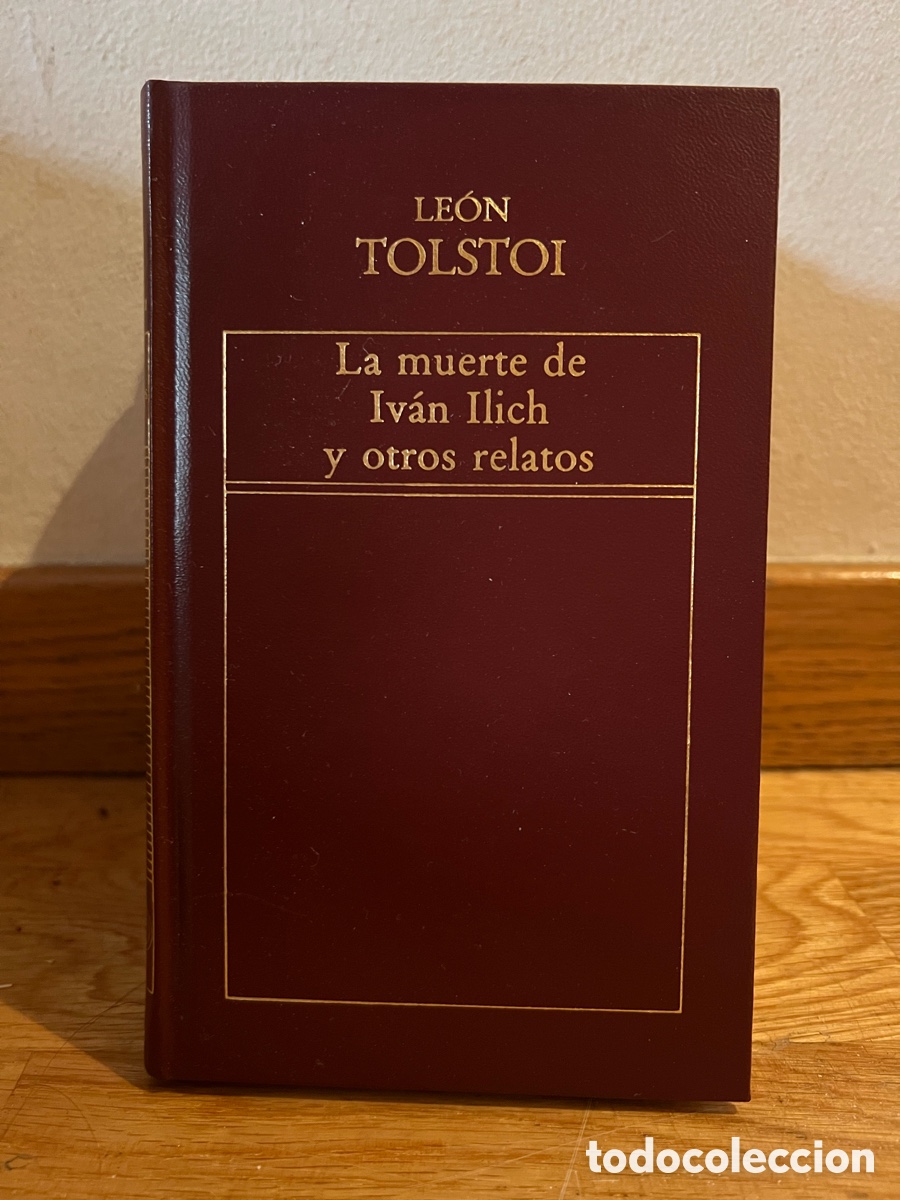 LEÓN
TOLSTOI
La muerte de
Iván Ilich
y otros relatos
todocoleccion